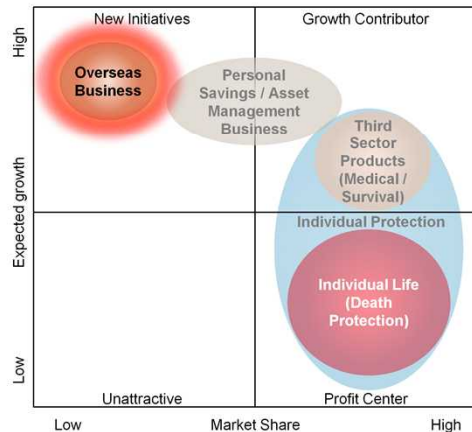 New Initiatives
Growth Contributor
High
Overseas
Business
Personal
Savings / Asset
Management
Business
Third
Sector
Products
(Medical /
Survival)
Expected growth
Individual Protection
Individual Life
(Death
Protection)
Low
Unattractive
Profit Center
Low
Market Share
High